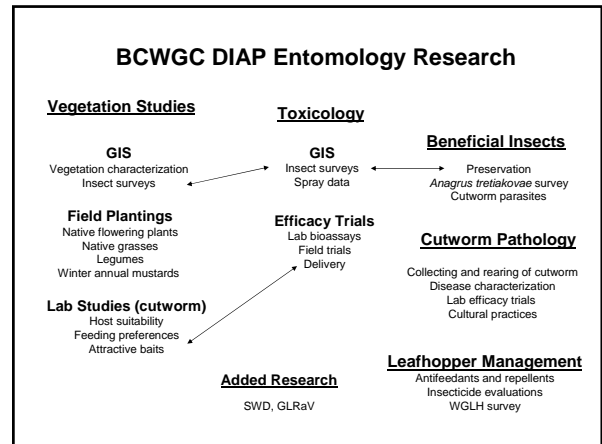 BCWGC DIAP Entomology Research
Vegetation Studies
GIS
Vegetation characterization
Insect surveys
Field Plantings
Native flowering plants
Native grasses
Legumes
Winter annual mustards
Lab Studies (cutworm)
Host suitability
Feeding preferences
Attractive baits
Toxicology
GIS
Insect surveys
Spray data
Efficacy Trials
Lab bioassays
Field trials
Delivery
Added Research
SWD, GLRaV
Beneficial Insects
Preservation
Anagrus tretiakovae survey
Cutworm parasites
Cutworm Pathology
Collecting and rearing of cutworm
Disease characterization
Lab efficacy trials
Cultural practices
Leafhopper Management
Antifeedants and repellents
Insecticide evaluations
WGLH survey